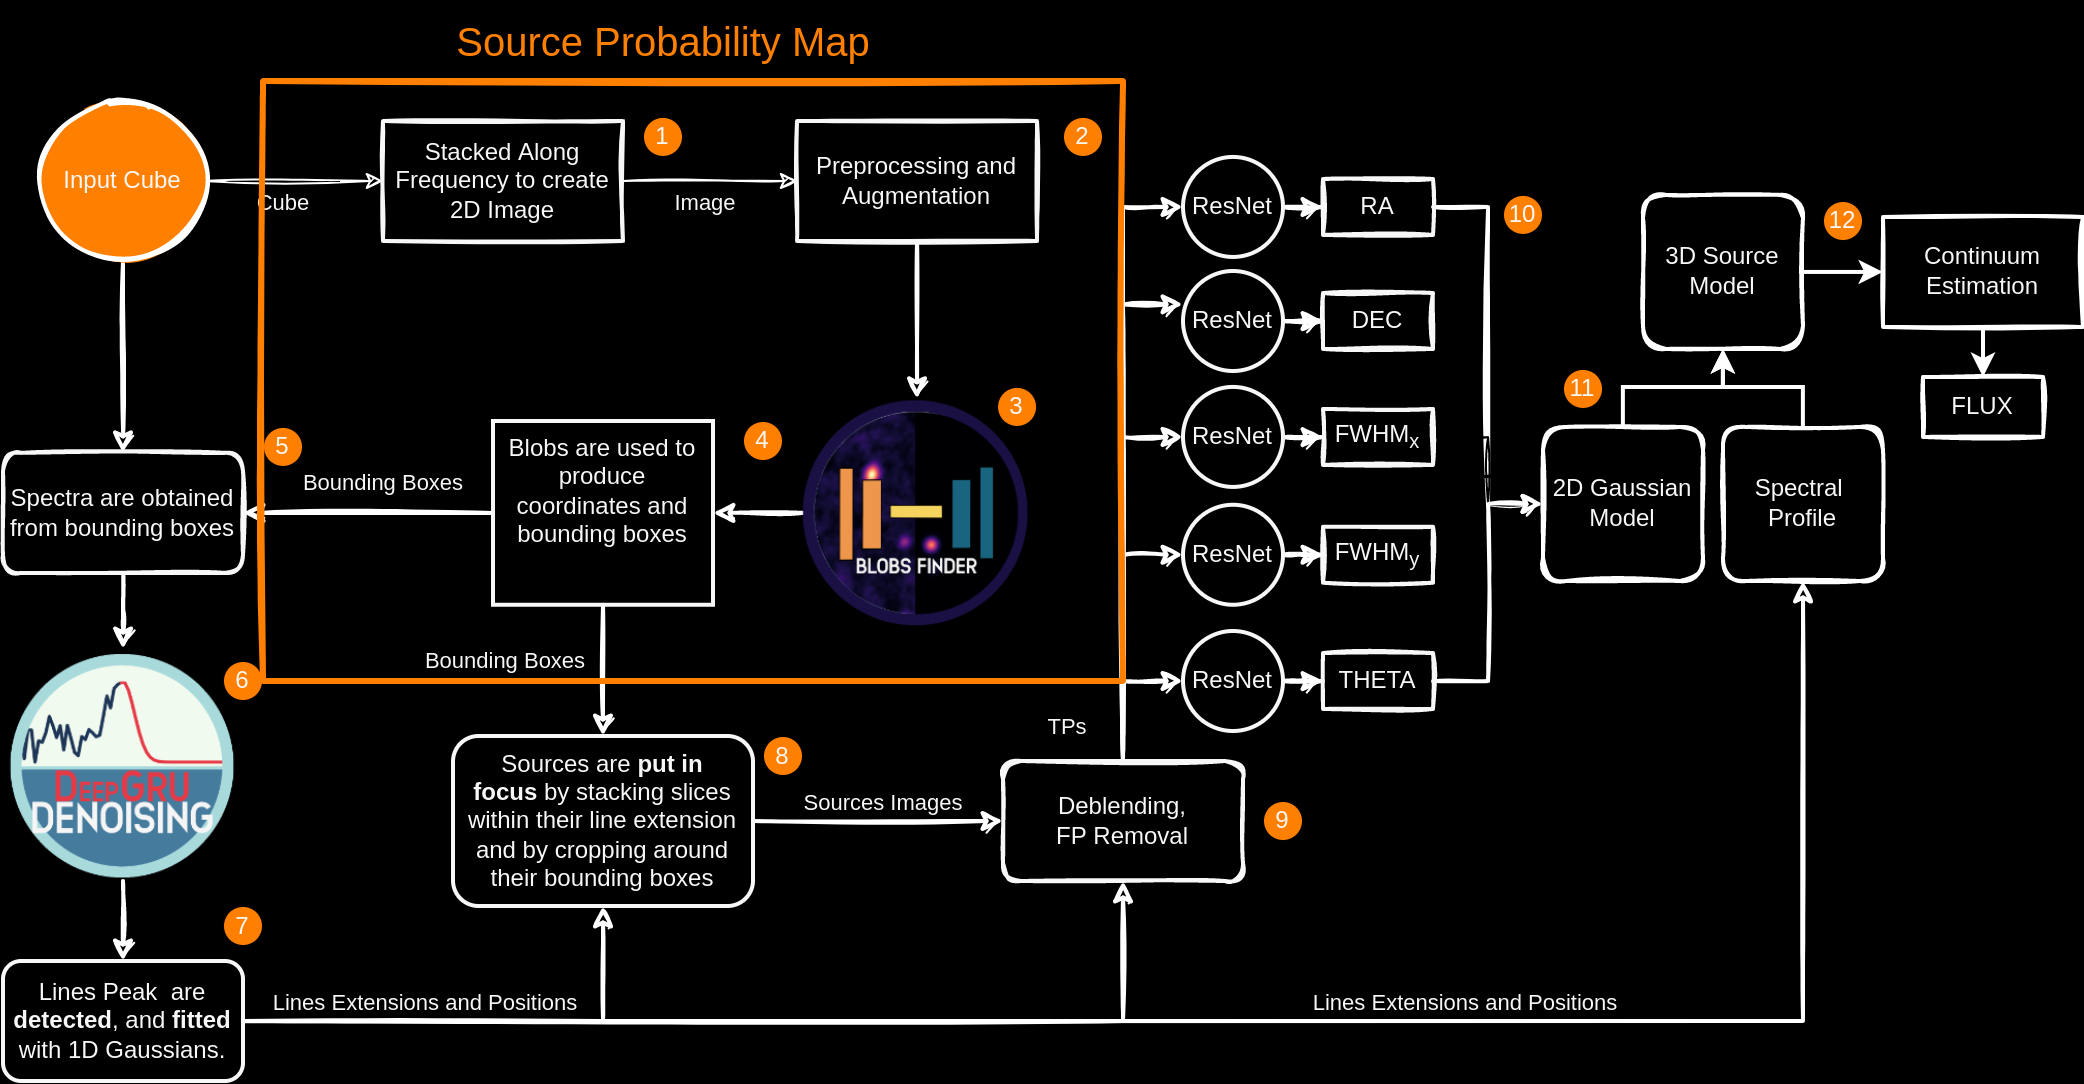 Source Probability Map
Input Cube
Cube
Stacked Along
Frequency to create
2D Image
1
Image
Preprocessing and
Augmentation
2
3
BLOBS FINDER
4
Blobs are used to
produce
coordinates and
bounding boxes
Bounding Boxes
5
Spectra are obtained
from bounding boxes
Bounding Boxes
6
DEEPGRU
DENOISING
7
Lines Peak  are
detected, and fitted
with 1D Gaussians.
Lines Extensions and Positions
8
Sources are put in
focus by stacking slices
within their line extension
and by cropping around
their bounding boxes
Sources Images
TPs
Deblending,
FP Removal
9
Lines Extensions and Positions
ResNet
RA
ResNet
DEC
ResNet
FWHMx
ResNet
FWHMy
ResNet
THETA
10
11
2D Gaussian
Model
Spectral
Profile
3D Source
Model
12
Continuum
Estimation
FLUX